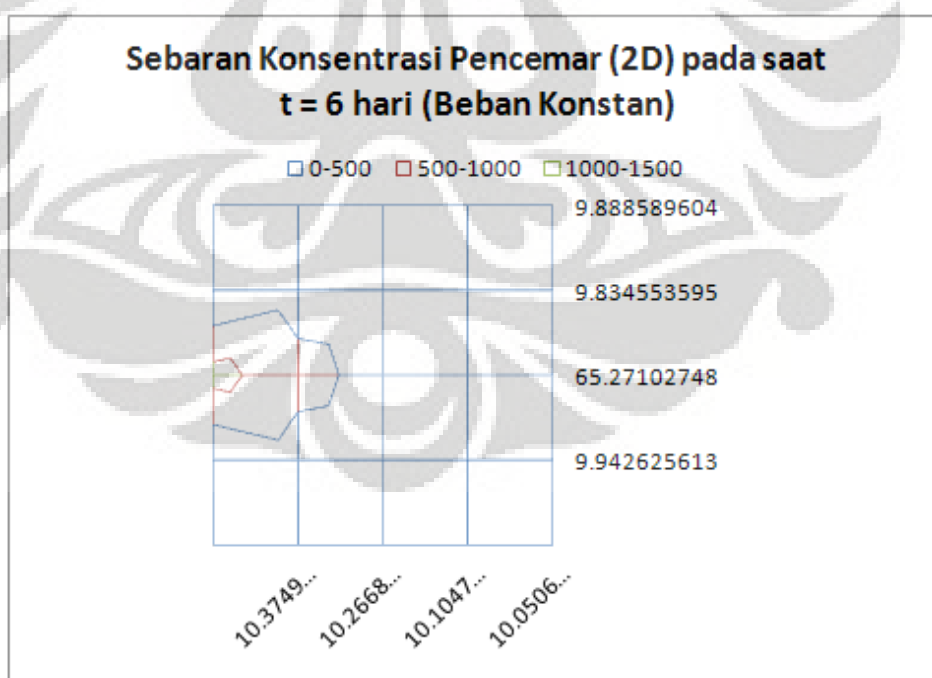 Sebaran Konsentrasi Pencemar (2D) pada saat
t = 6 hari (Beban Konstan)
0-500 500-1000 1000-1500
9.888589604
9.834553595
65.27102748
9.942625613
10.3749...
10.2668...
10.1047...
10.0506...